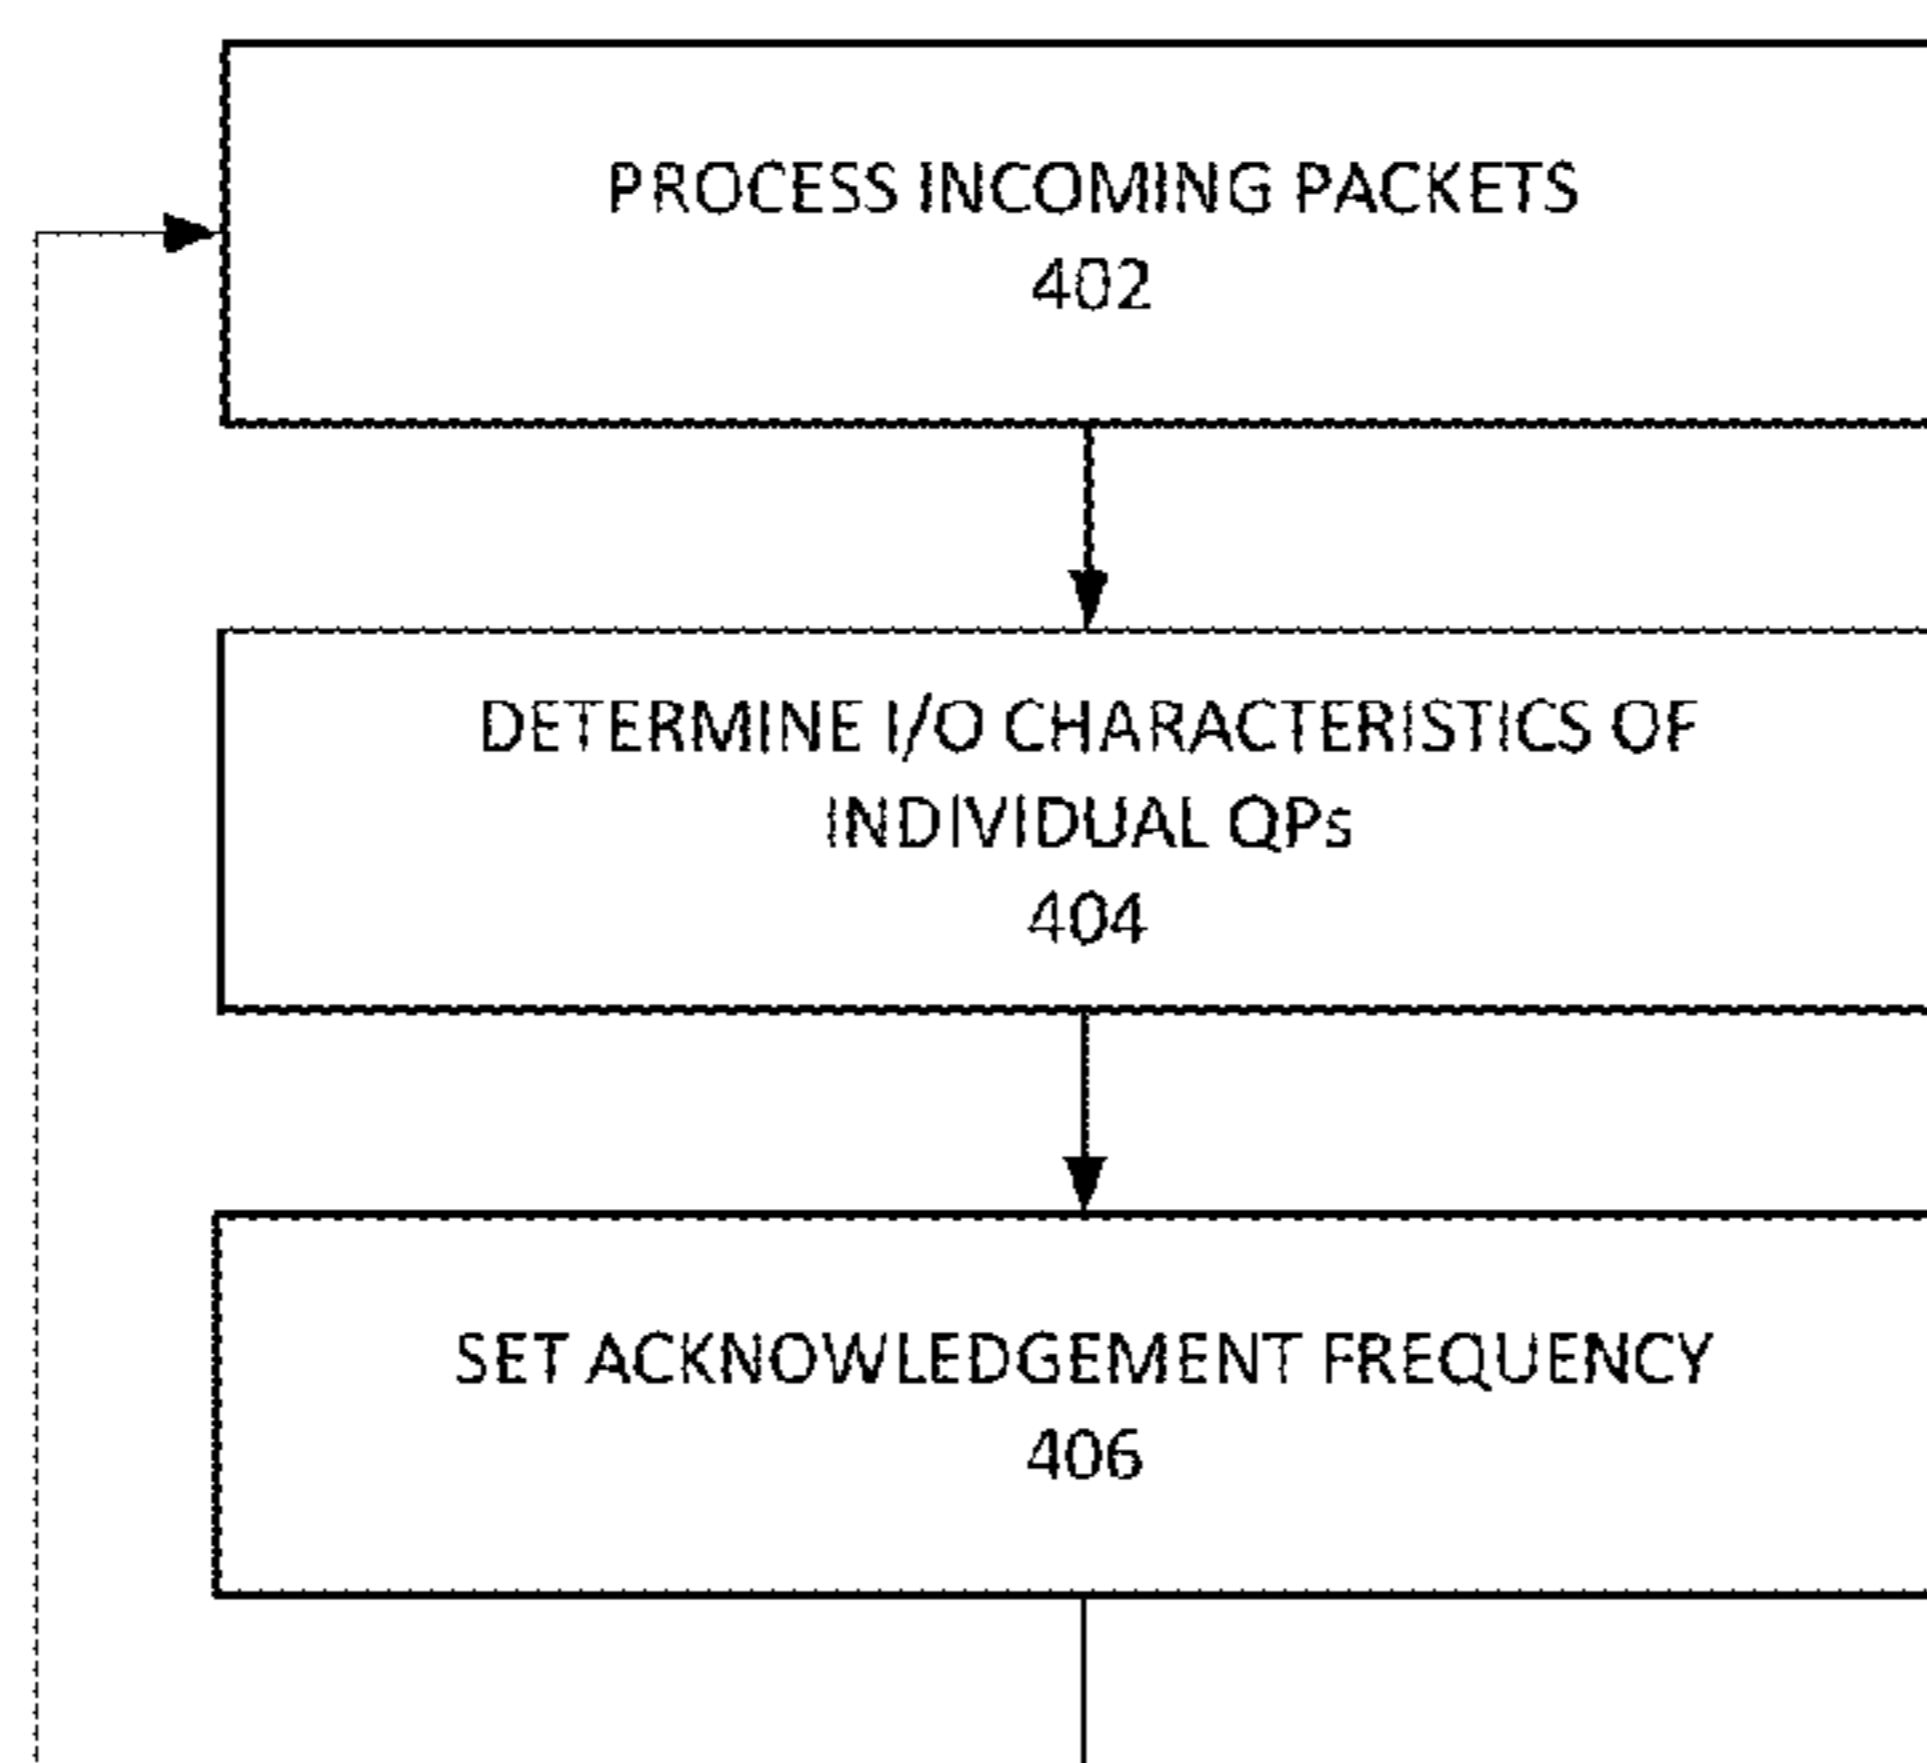 PROCESS INCOMING PACKETS
402
DETERMINE I/O CHARACTERISTICS OF
INDIVIDUAL QPs
404
SET ACKNOWLEDGEMENT FREQUENCY
406